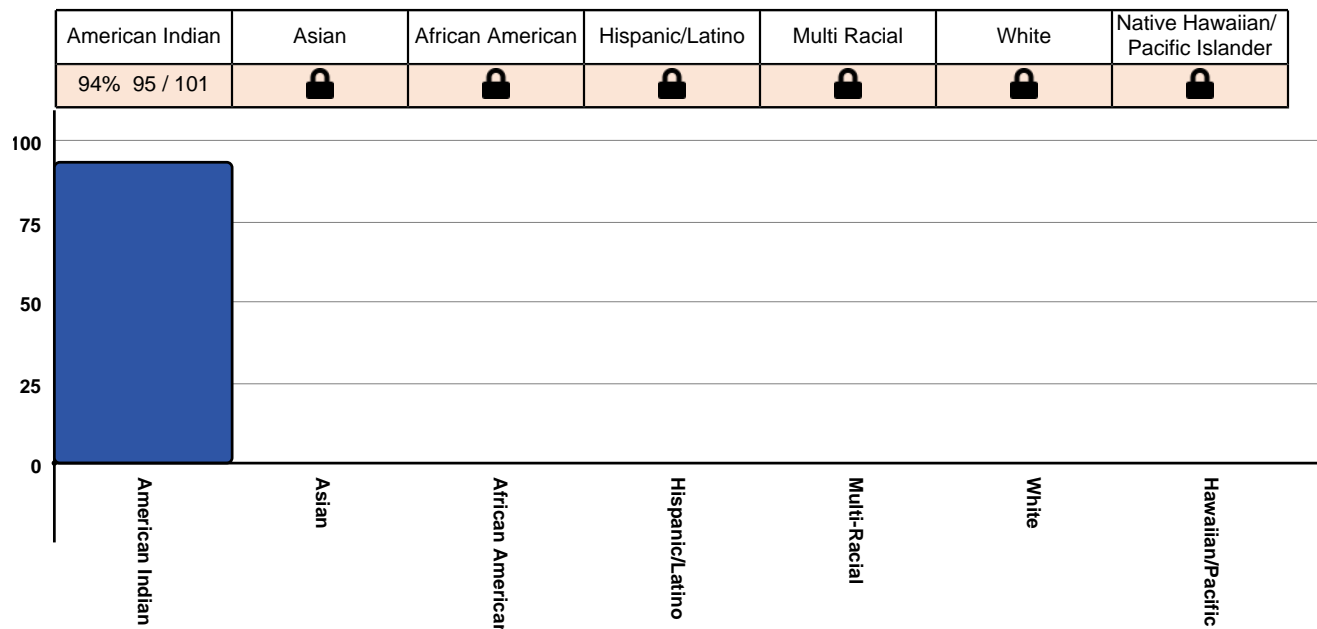 American Indian
Asian
African American
Hispanic/Latino
Multi Racial
White
Native Hawaiian/
Pacific Islander
94% 95 / 101
100
75
50
25
0
American Indian
Asian
African American
Hispanic/Latino
Multi-Racial
White
Hawaiian/Pacific